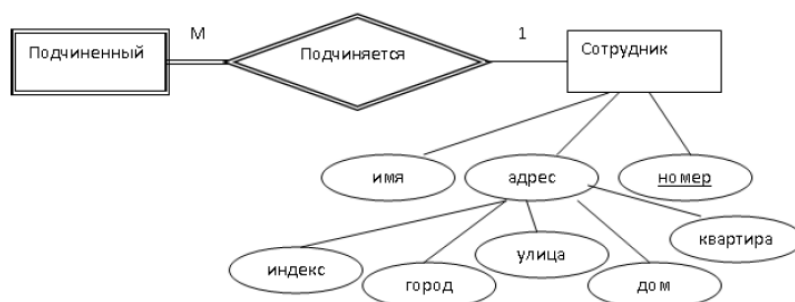 Подчиненный
М
Подчиняется
1
Сотрудник
имя
адрес
номер
квартира
улица
индекс
город
дом